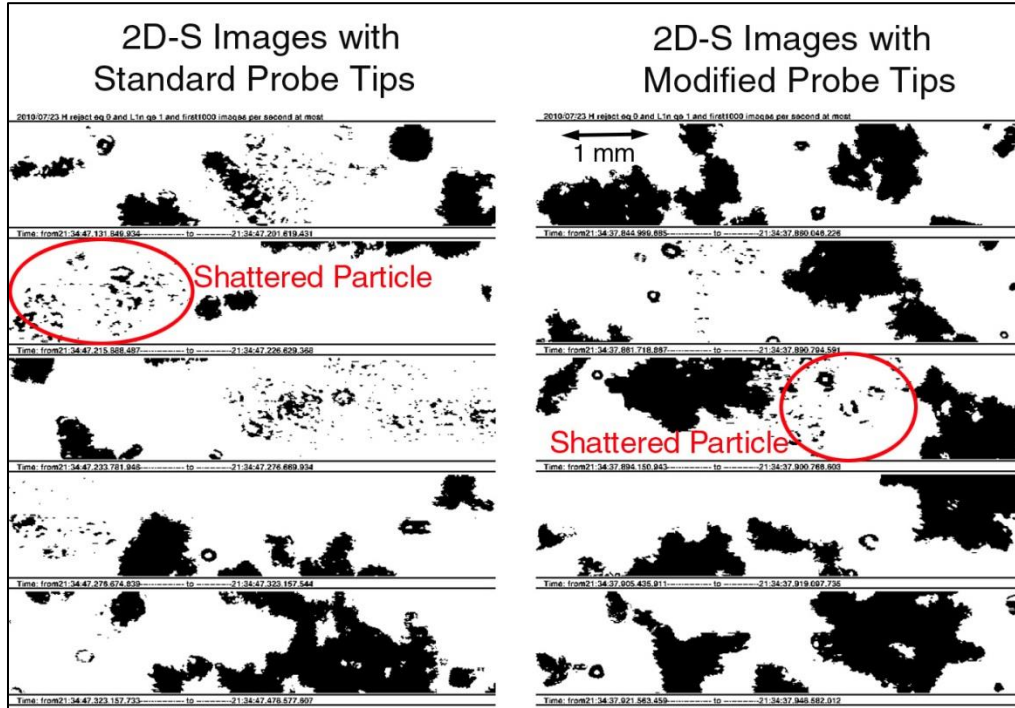 2D-S Images with
Standard Probe Tips
2010/07/23 H reject eq 0 and L1n ge 1 and first1000 images per second at most
Time: from21:34:47.131.849.934--------------- to ------------21:34:47.201.619.431
Shattered Particle
Time: from21:34:47.215.888.487--------------- to ------------21:34:47.226.629.368
Time: from21:34:47.233.781.946--------------- to ------------21:34:47.276.669.934
Time: from21:34:47.276.674.839--------------- to ------------21:34:47.323.157.544
Time: from21:34:47.323.157.733--------------- to ------------21:34:47.476.577.607
2D-S Images with
Modified Probe Tips
2010/07/23 H reject eq 0 and L1n ge 1 and first1000 images per second at most
1 mm
Time: from21:34:37.844.989.685--------------- to ------------21:34:37.860.046.226
Time: from21:34:37.861.718.867--------------- to ------------21:34:37.890.794.591
Shattered Particle
Time: from21:34:37.894.150.943--------------- to ------------21:34:37.900.766.603
Time: from21:34:37.905.435.911--------------- to ------------21:34:37.919.097.735
Time: from21:34:37.921.563.459--------------- to ------------21:34:37.946.582.012